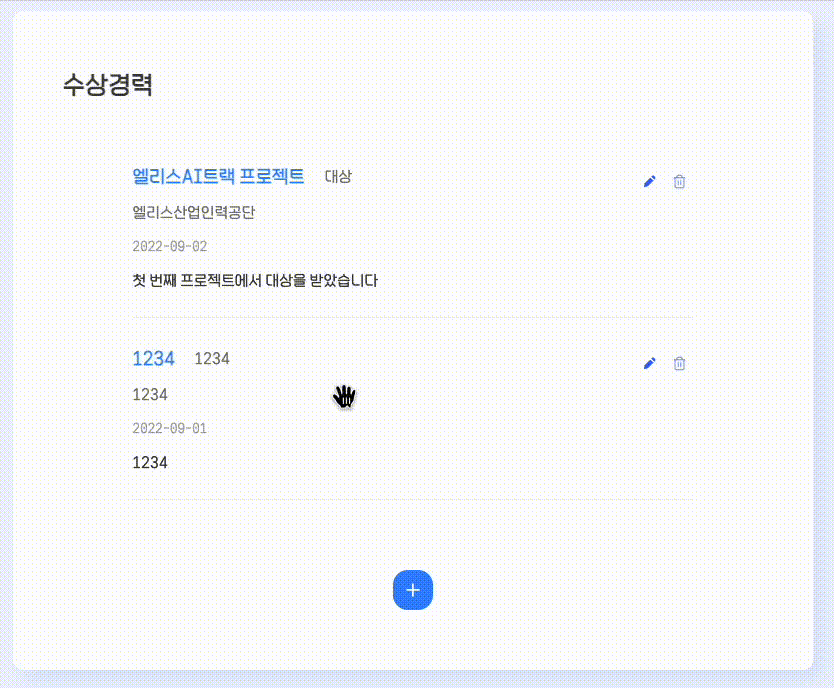 수상경력
엘리스AI트랙 프로젝트 대상
엘리스산업인력공단
2022-09-02
첫 번째 프로젝트에서 대상을 받았습니다
1234 1234
1234
2022-09-01
1234